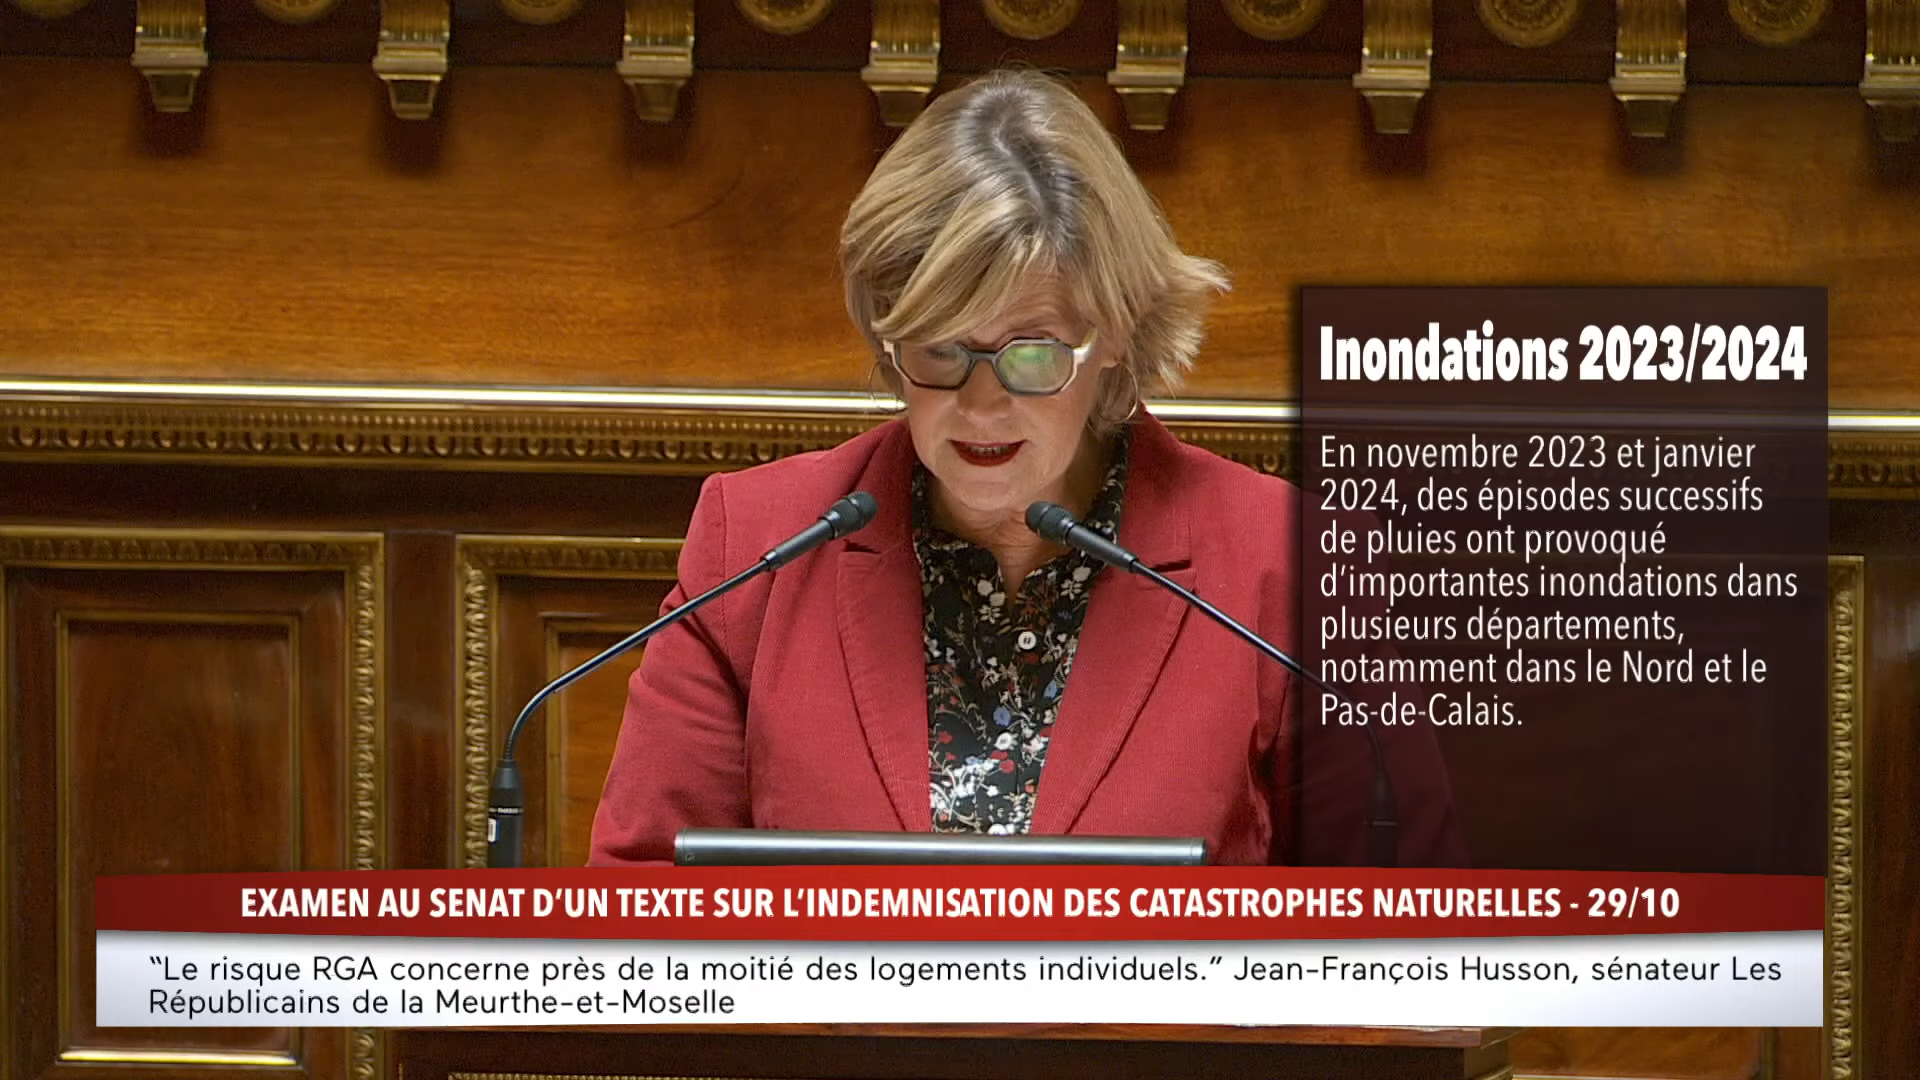 Inondations 2023/2024
En novembre 2023 et janvier
2024, des épisodes successifs
de pluies ont provoqué
d’importantes inondations dans
plusieurs départements,
notamment dans le Nord et le
Pas-de-Calais.
EXAMEN AU SENAT D’UN TEXTE SUR L’INDEMNISATION DES CATASTROPHES NATURELLES - 29/10
“Le risque RGA concerne près de la moitié des logements individuels.” Jean-François Husson, sénateur Les
Républicains de la Meurthe-et-Moselle